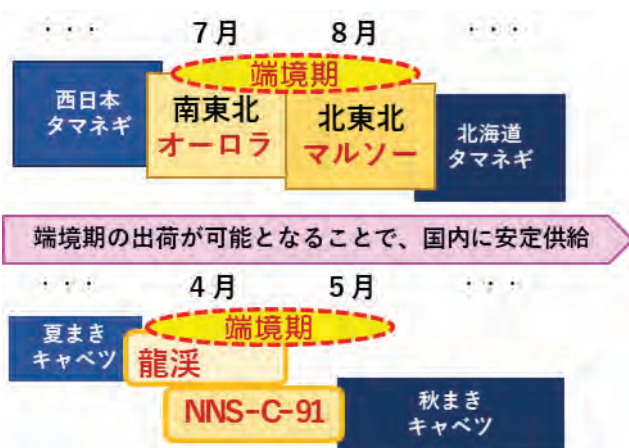 ・・・ 7月 8月 ・・・
端境期
西日本
タマネギ
南東北
オーロラ
北東北
マルソー
北海道
タマネギ
端境期の出荷が可能となることで、国内に安定供給
・・・ 4月 5月 ・・・
端境期
夏まき
キャベツ
龍渓
NNS-C-91
秋まき
キャベツ